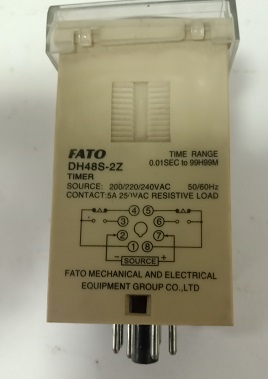 FATO
TIME RANGE
DH48S-2Z
0.01SEC to 99H99M
TIMER
SOURCE: 200/220/240VAC 50/60Hz
CONTACT:5A 250VAC RESISTIVE LOAD
4 5
3 6
2 7
1 8
- SOURCE +
FATO MECHANICAL AND ELECTRICAL
EQUIPMENT GROUP CO.,LTD